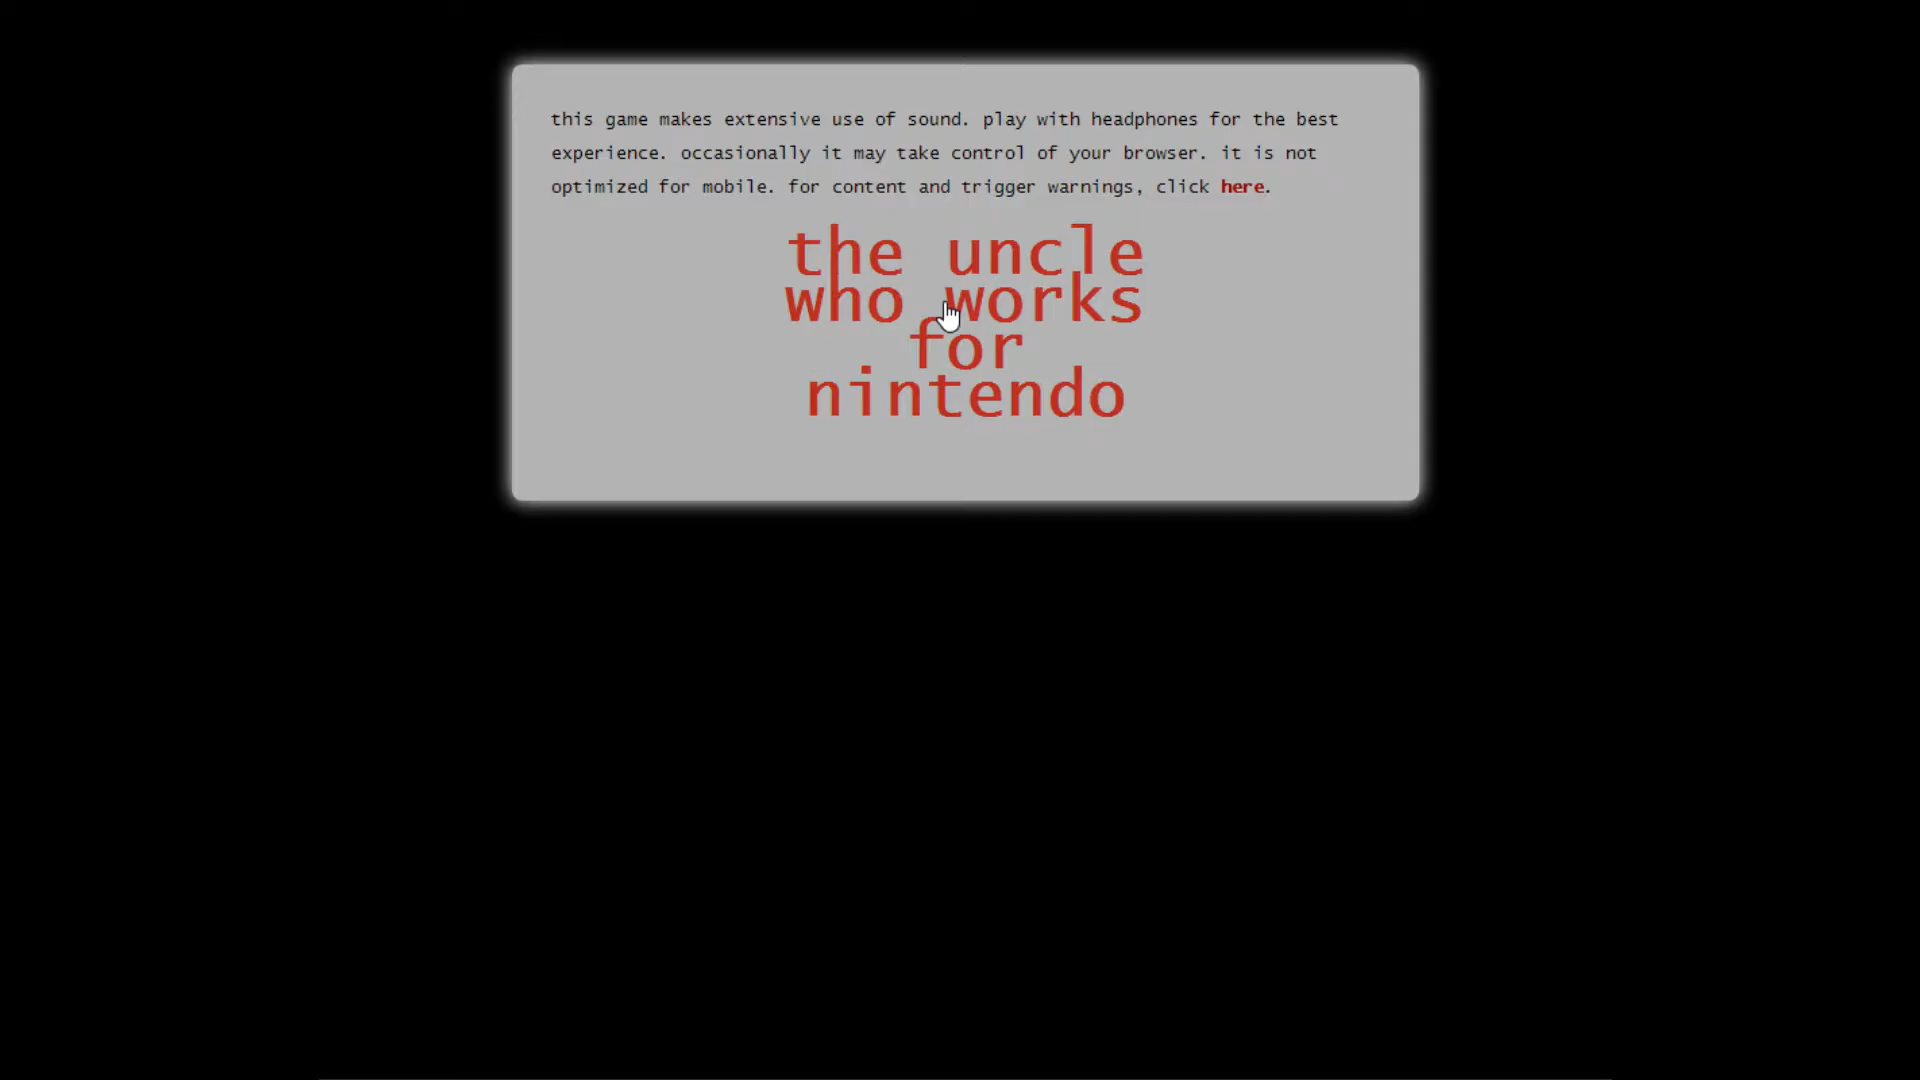 this game makes extensive use of sound. play with headphones for the best
experience. occasionally it may take control of your browser. it is not
optimized for mobile. for content and trigger warnings, click here.
the uncle
who works
for
nintendo